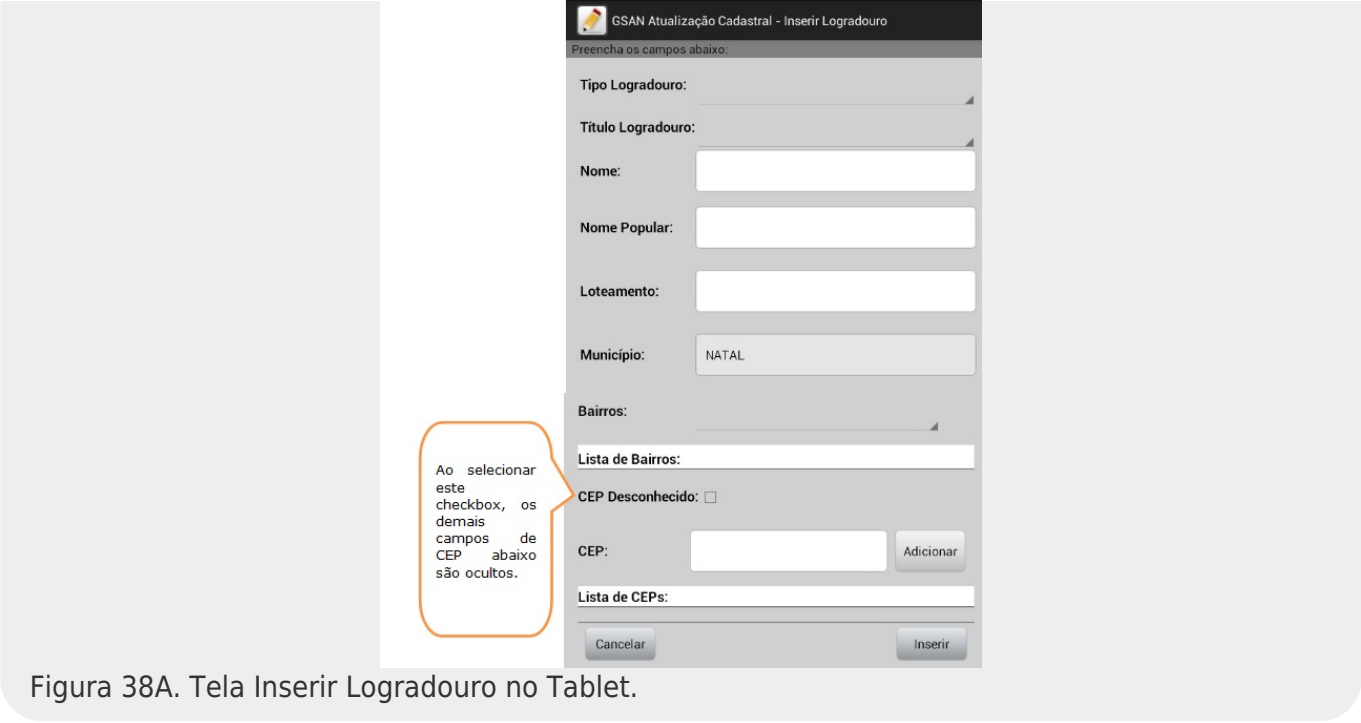 GSAN Atualização Cadastral - Inserir Logradouro
Preencha os campos abaixo:
Tipo Logradouro:
Título Logradouro:
Nome:
Nome Popular:
Loteamento:
Município: NATAL
Bairros:
Lista de Bairros:
Ao selecionar
este
checkbox, os
demais
campos de
CEP abaixo
são ocultos.
CEP Desconhecido:
CEP: Adicionar
Lista de CEPs:
Cancelar Inserir
Figura 38A. Tela Inserir Logradouro no Tablet.